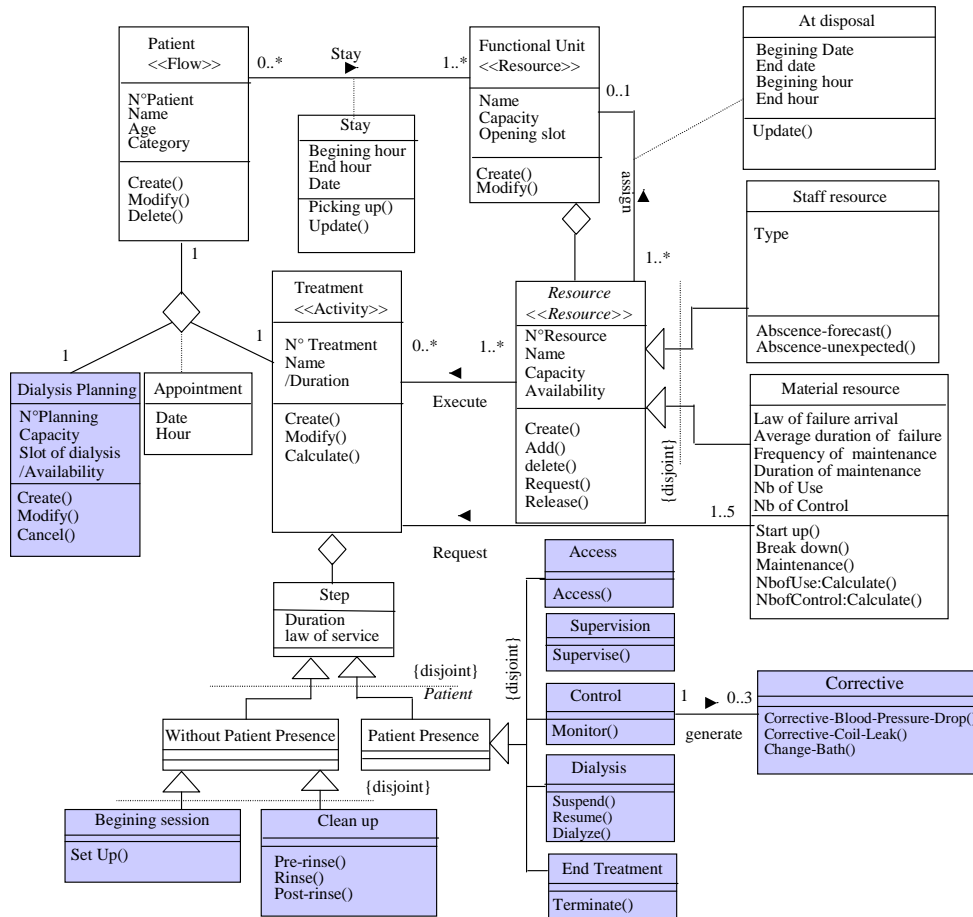 Patient
<<Flow>>
N°Patient
Name
Age
Category
Create()
Modify()
Delete()
0..*
Stay
1..*
Stay
Begining hour
End hour
Date
Picking up()
Update()
Functional Unit
<<Resource>>
Name
Capacity
Opening slot
Create()
Modify()
0..1
assign
1..*
At disposal
Begining Date
End date
Begining hour
End hour
Update()
Staff resource
Type
Abscence-forecast()
Abscence-unexpected()
1
1
1
Treatment
<<Activity>>
N° Treatment
Name
/Duration
Create()
Modify()
Calculate()
0..*
1..*
Execute
Resource
<<Resource>>
N°Resource
Name
Capacity
Availability
Create()
Add()
delete()
Request()
Release()
{disjoint}
Material resource
Law of failure arrival
Average duration of failure
Frequency of maintenance
Duration of maintenance
Nb of Use
Nb of Control
Start up()
Break down()
Maintenance()
NbofUse:Calculate()
NbofControl:Calculate()
1..5
Request
Dialysis Planning
N°Planning
Capacity
Slot of dialysis
/Availability
Create()
Modify()
Cancel()
Appointment
Date
Hour
Step
Duration
law of service
{disjoint}
Patient
Without Patient Presence
Patient Presence
{disjoint}
{disjoint}
Begining session
Set Up()
Clean up
Pre-rinse()
Rinse()
Post-rinse()
Access
Access()
Supervision
Supervise()
Control
Monitor()
1
0..3
generate
Corrective
Corrective-Blood-Pressure-Drop()
Corrective-Coil-Leak()
Change-Bath()
Dialysis
Suspend()
Resume()
Dialyze()
End Treatment
Terminate()